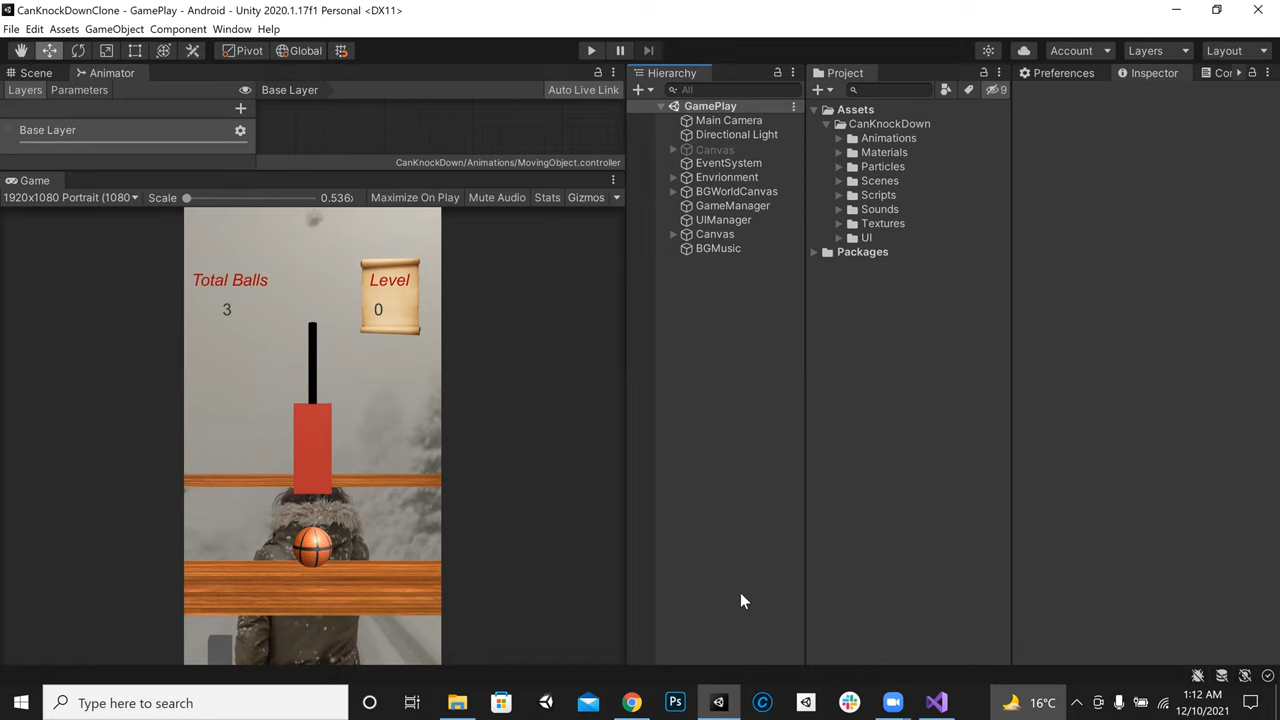 CanKnockDownClone - GamePlay - Android - Unity 2020.1.17f1 Personal <DX11>
File Edit Assets GameObject Component Window Help
Pivot Global Account Layers Layout
Scene Animator Hierarchy Project Preferences Inspector Cor
Layers Parameters Base Layer Auto Live Link All 9
GamePlay Assets
Main Camera CanKnockDown
Base Layer Directional Light Animations
Canvas Materials
CanKnockDown/Animations/MovingObject.controller EventSystem Particles
Game Envrionment Scenes
1920x1080 Portrait (1080 Scale 0.536x Maximize On Play Mute Audio Stats Gizmos BGWorldCanvas Scripts
GameManager Sounds
UIManager Textures
Canvas UI
BGMusic Packages
Total Balls Level
3 0
Type here to search 16°C 1:12 AM
12/10/2021